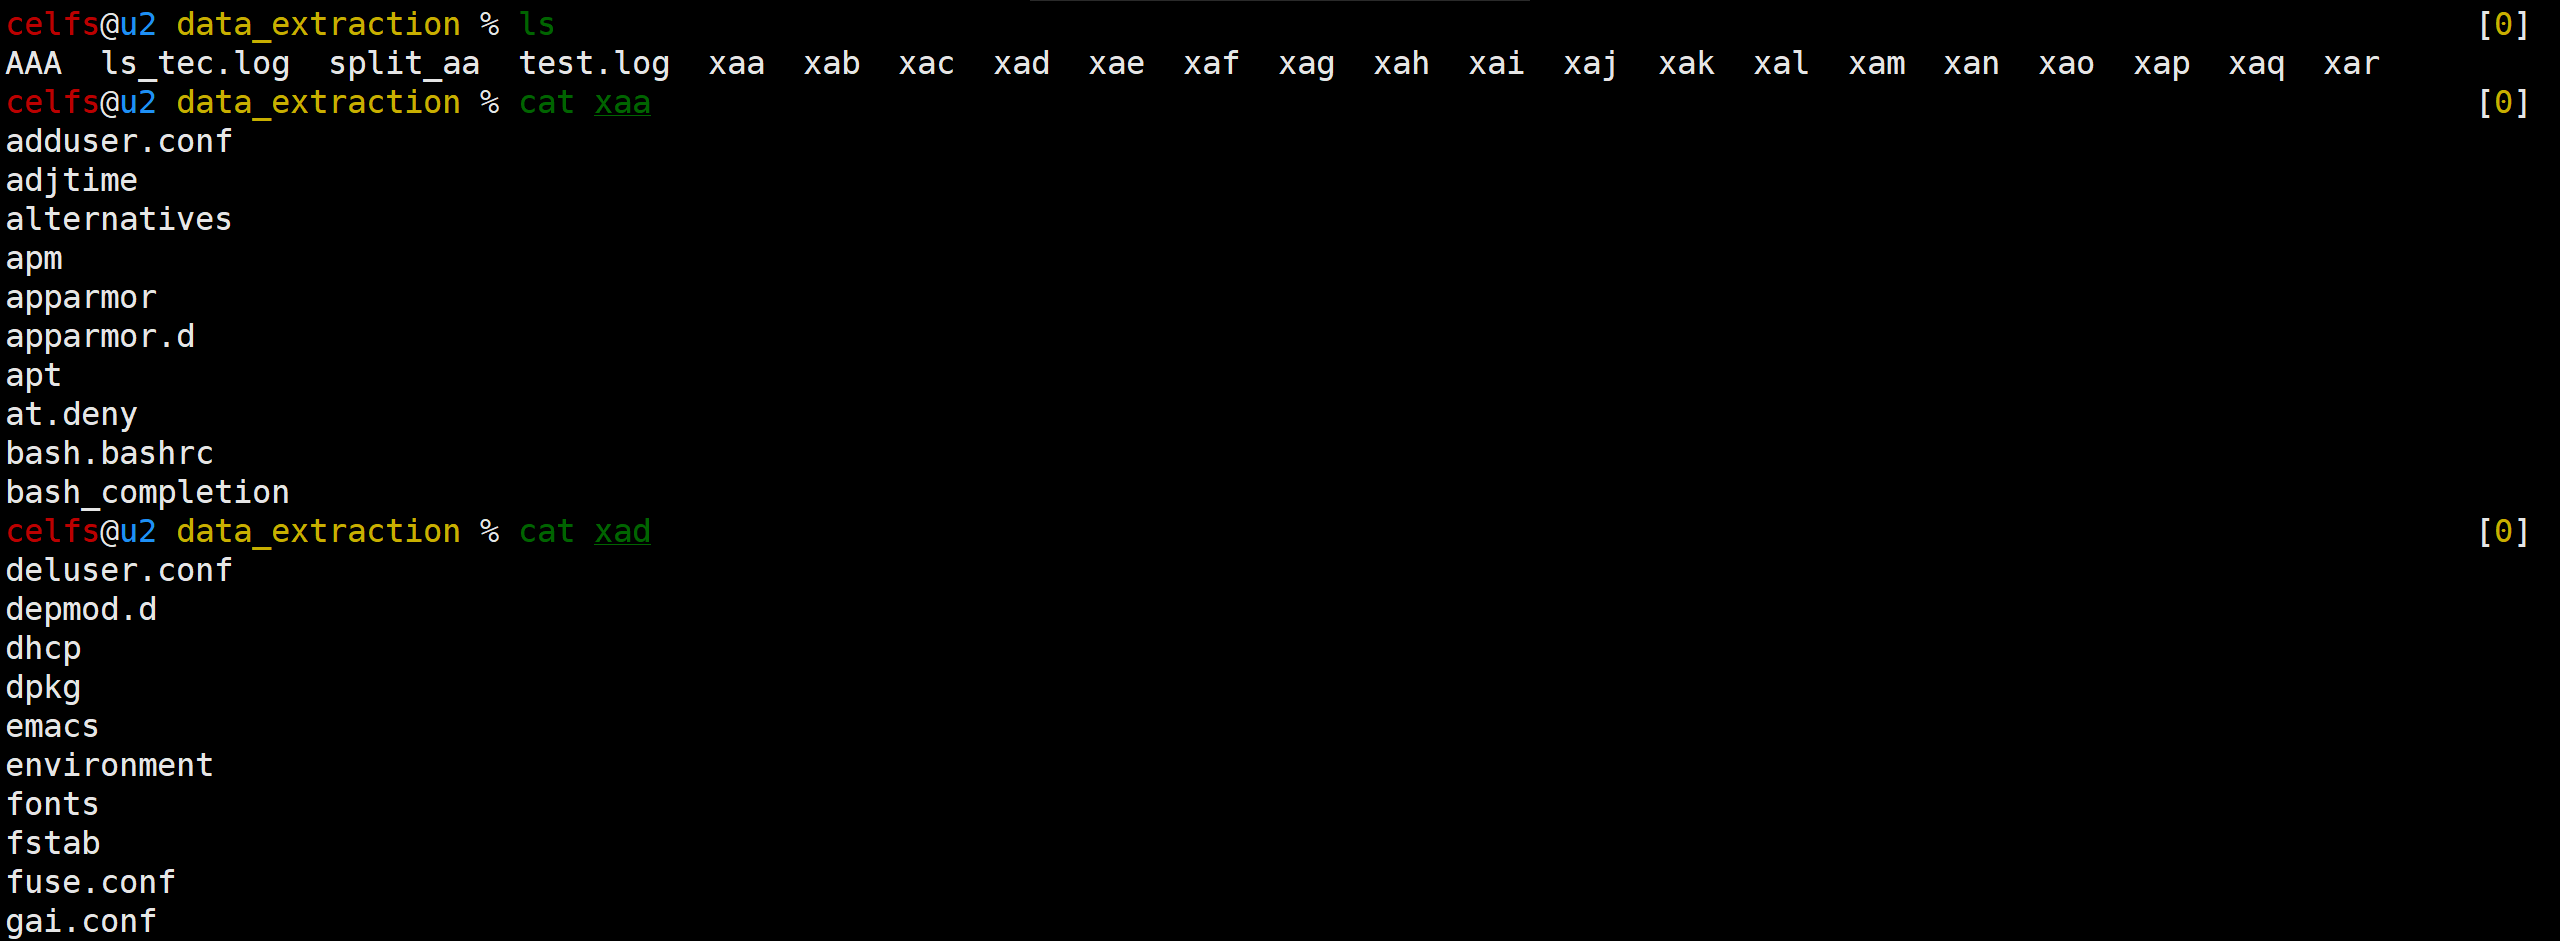 celfs@u2 data_extraction % ls [0]
AAA  ls_tec.log  split_aa  test.log  xaa  xab  xac  xad  xae  xaf  xag  xah  xai  xaj  xak  xal  xam  xan  xao  xap  xaq  xar
celfs@u2 data_extraction % cat xaa [0]
adduser.conf
adjtime
alternatives
apm
apparmor
apparmor.d
apt
at.deny
bash.bashrc
bash_completion
celfs@u2 data_extraction % cat xad [0]
deluser.conf
depmod.d
dhcp
dpkg
emacs
environment
fonts
fstab
fuse.conf
gai.conf